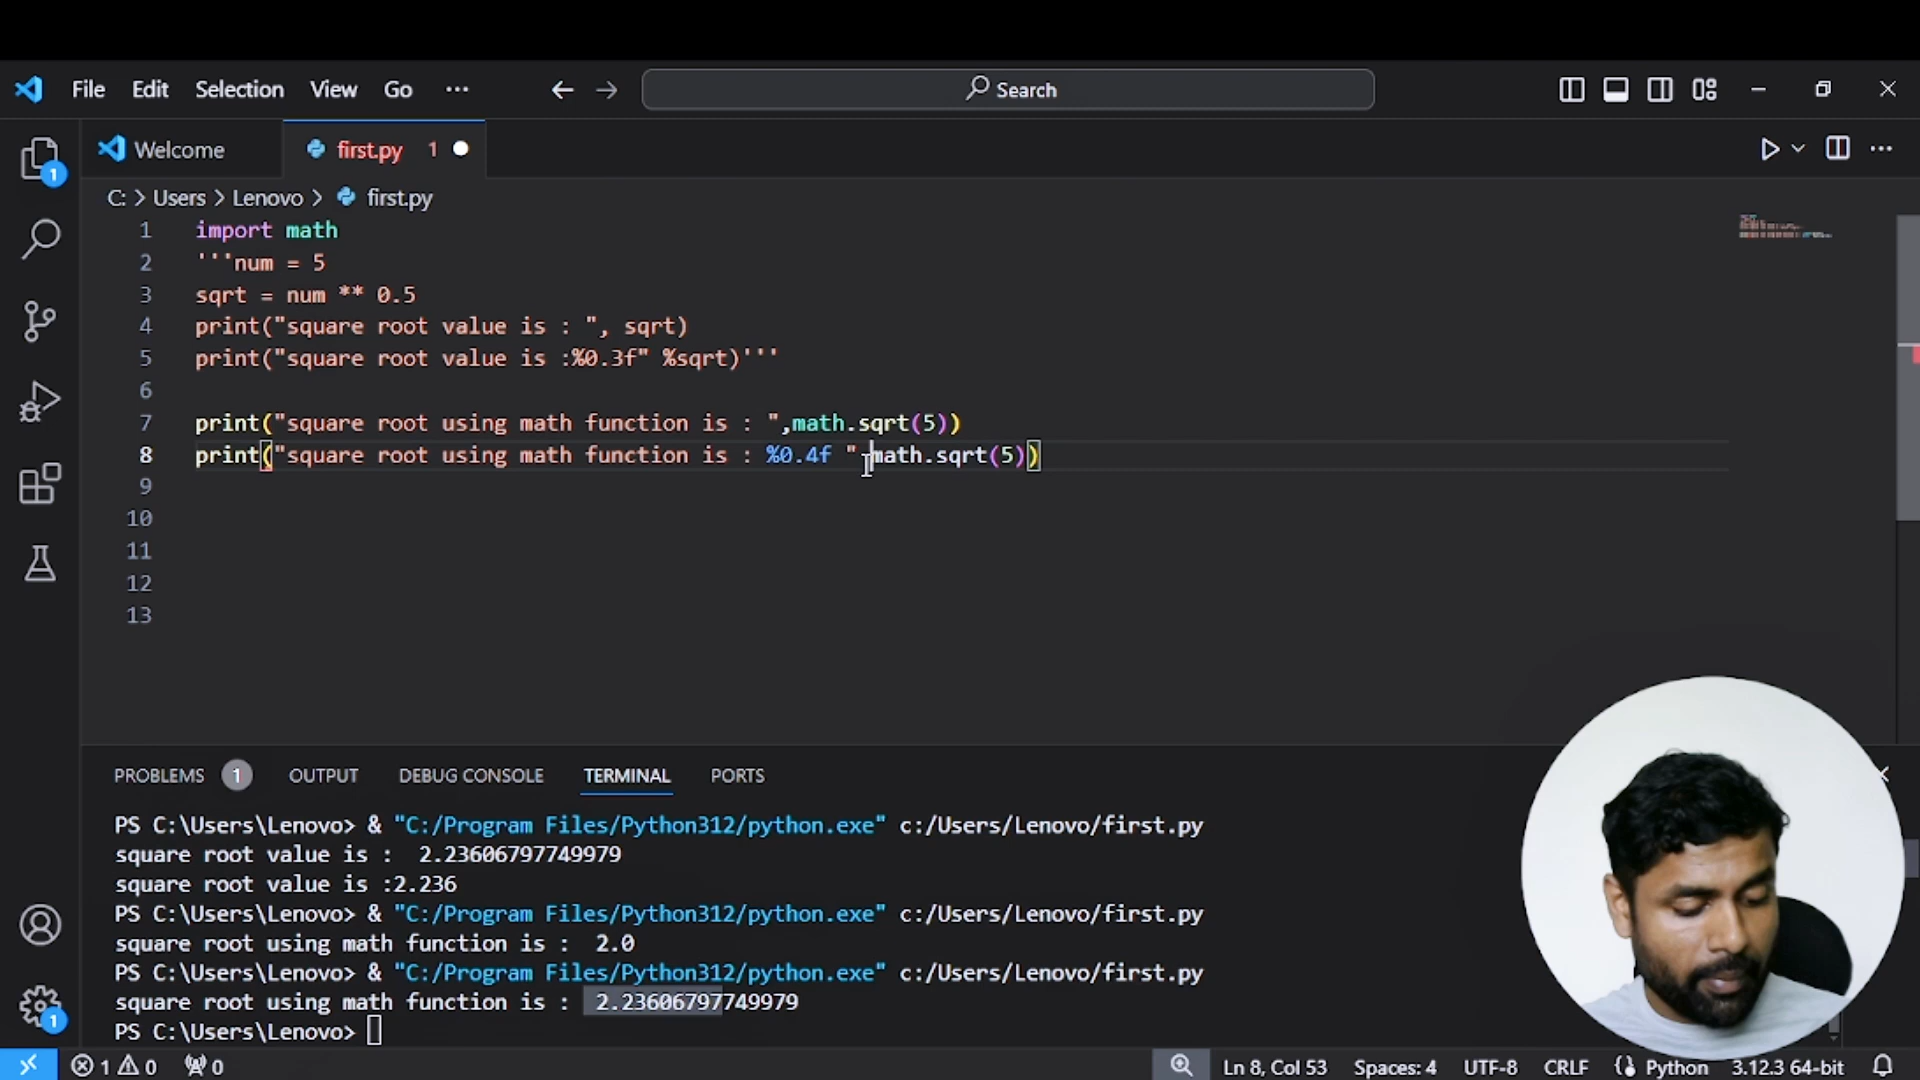 File Edit Selection View Go ··· Search
Welcome first.py 1
C: > Users > Lenovo > first.py
1 import math
2 '''num = 5
3 sqrt = num ** 0.5
4 print("square root value is : ", sqrt)
5 print("square root value is :%0.3f" %sqrt)'''
6
7 print("square root using math function is : ",math.sqrt(5))
8 print("square root using math function is : %0.4f " math.sqrt(5))
9
10
11
12
13
1
PROBLEMS 1 OUTPUT DEBUG CONSOLE TERMINAL PORTS
PS C:\Users\Lenovo> & "C:/Program Files/Python312/python.exe" c:/Users/Lenovo/first.py
square root value is :  2.23606797749979
square root value is :2.236
PS C:\Users\Lenovo> & "C:/Program Files/Python312/python.exe" c:/Users/Lenovo/first.py
square root using math function is :  2.0
PS C:\Users\Lenovo> & "C:/Program Files/Python312/python.exe" c:/Users/Lenovo/first.py
square root using math function is :  2.23606797749979
PS C:\Users\Lenovo>
1
1 0 0 Ln 8, Col 53 Spaces: 4 UTF-8 CRLF Python 3.12.3 64-bit